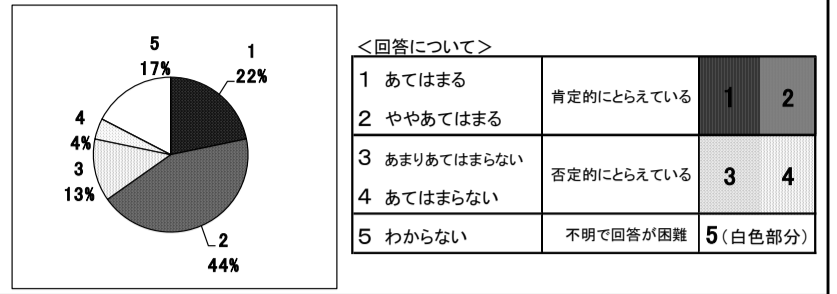 5
17%
1
22%
4
4%
3
13%
2
44%
＜回答について＞
1 あてはまる
2 ややあてはまる
肯定的にとらえている
1 2
3 あまりあてはまらない
4 あてはまらない
否定的にとらえている
3 4
5 わからない
不明で回答が困難
5(白色部分)